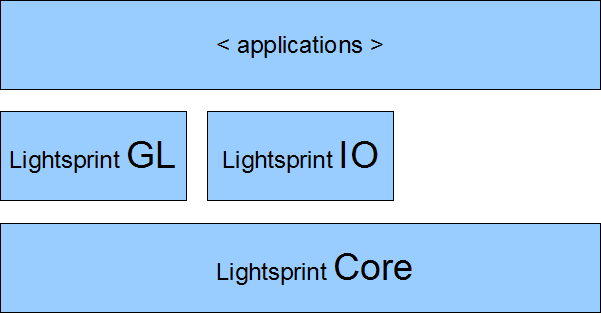 < applications >
Lightsprint GL
Lightsprint IO
Lightsprint Core